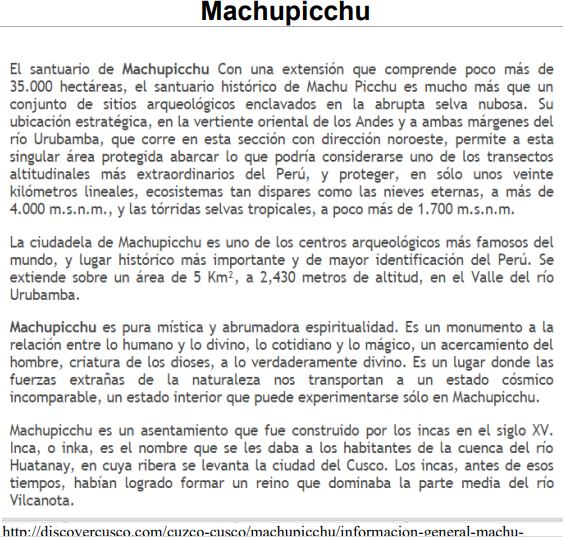 Machupicchu
El santuario de Machupicchu Con una extensión que comprende poco más de
35.000 hectáreas, el santuario histórico de Machu Picchu es mucho más que un
conjunto de sitios arqueológicos enclavados en la abrupta selva nubosa. Su
ubicación estratégica, en la vertiente oriental de los Andes y a ambas márgenes del
río Urubamba, que corre en esta sección con dirección noroeste, permite a esta
singular área protegida abarcar lo que podría considerarse uno de los transectos
altitudinales más extraordinarios del Perú, y proteger, en sólo unos veinte
kilómetros lineales, ecosistemas tan dispares como las nieves eternas, a más de
4.000 m.s.n.m., y las tórridas selvas tropicales, a poco más de 1.700 m.s.n.m.
La ciudadela de Machupicchu es uno de los centros arqueológicos más famosos del
mundo, y lugar histórico más importante y de mayor identificación del Perú. Se
extiende sobre un área de 5 Km², a 2,430 metros de altitud, en el Valle del río
Urubamba.
Machupicchu es pura mística y abrumadora espiritualidad. Es un monumento a la
relación entre lo humano y lo divino, lo cotidiano y lo mágico, un acercamiento del
hombre, criatura de los dioses, a lo verdaderamente divino. Es un lugar donde las
fuerzas extrañas de la naturaleza nos transportan a un estado cósmico
incomparable, un estado interior que puede experimentarse sólo en Machupicchu.
Machupicchu es un asentamiento que fue construido por los incas en el siglo XV.
Inca, o inka, es el nombre que se les daba a los habitantes de la cuenca del río
Huatanay, en cuya ribera se levanta la ciudad del Cusco. Los incas, antes de esos
tiempos, habían logrado formar un reino que dominaba la parte media del río
Vilcanota.
http://discovercusco.com/cuzco-cusco/machupicchu/informacion-general-machu-